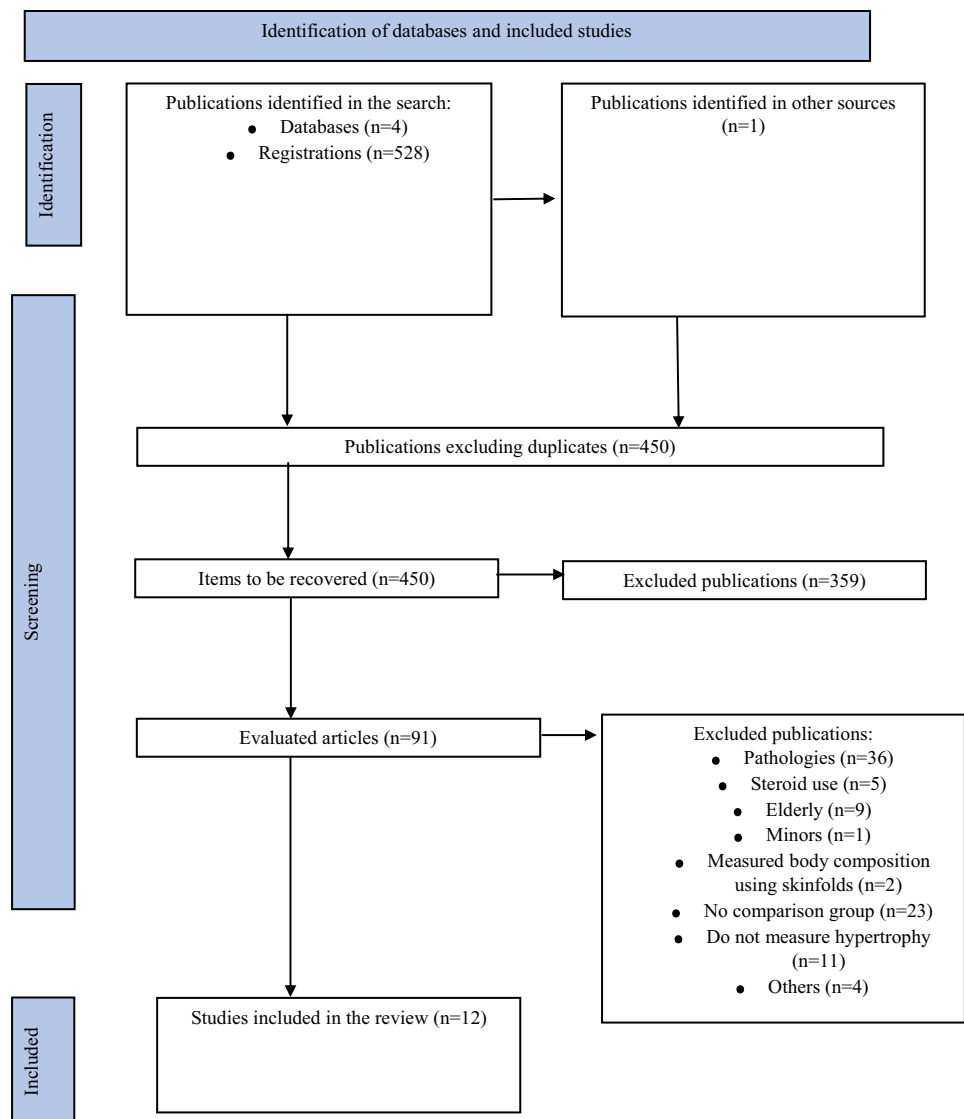 Identification of databases and included studies
Identification
Publications identified in the search:
● Databases (n=4)
● Registrations (n=528)
Publications identified in other sources
(n=1)
Screening
Publications excluding duplicates (n=450)
Items to be recovered (n=450)
Excluded publications (n=359)
Evaluated articles (n=91)
Excluded publications:
● Pathologies (n=36)
● Steroid use (n=5)
● Elderly (n=9)
● Minors (n=1)
● Measured body composition
using skinfolds (n=2)
● No comparison group (n=23)
● Do not measure hypertrophy
(n=11)
● Others (n=4)
Included
Studies included in the review (n=12)